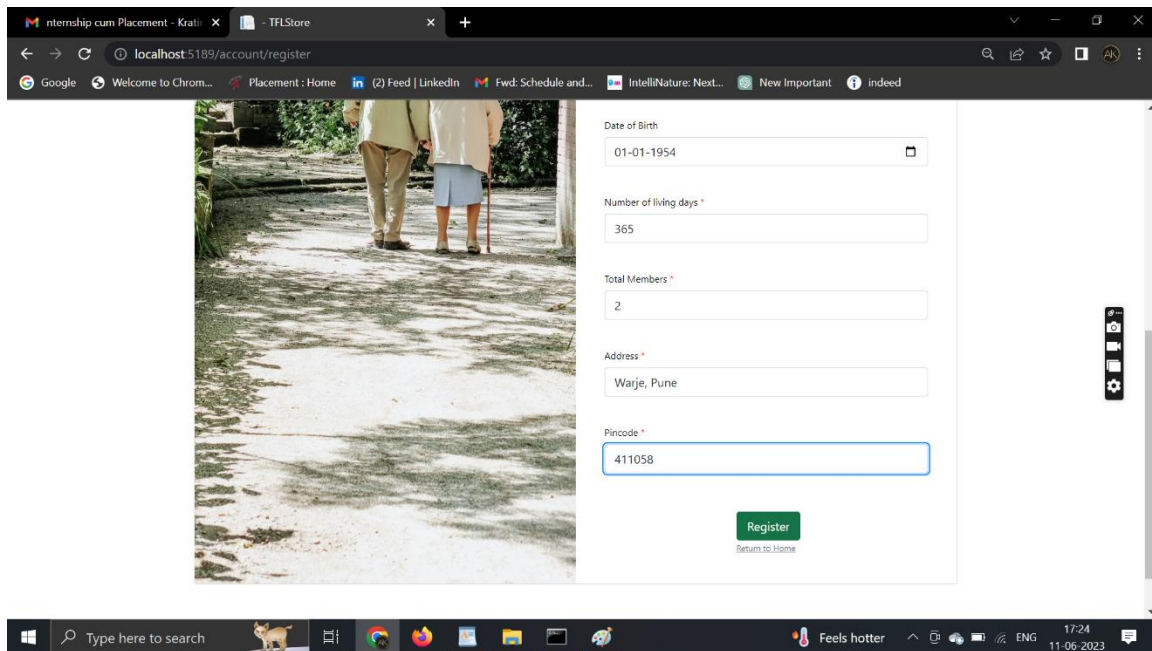 nternship cum Placement - Krati
- TFLStore
localhost:5189/account/register
AK
Google
Welcome to Chrom...
Placement : Home
(2) Feed | LinkedIn
Fwd: Schedule and...
IntelliNature: Next...
New Important
indeed
Date of Birth
01-01-1954
Number of living days *
365
Total Members *
2
Address *
Warje, Pune
Pincode *
411058
Register
Return to Home
Type here to search
Feels hotter
ENG
17:24
11-06-2023